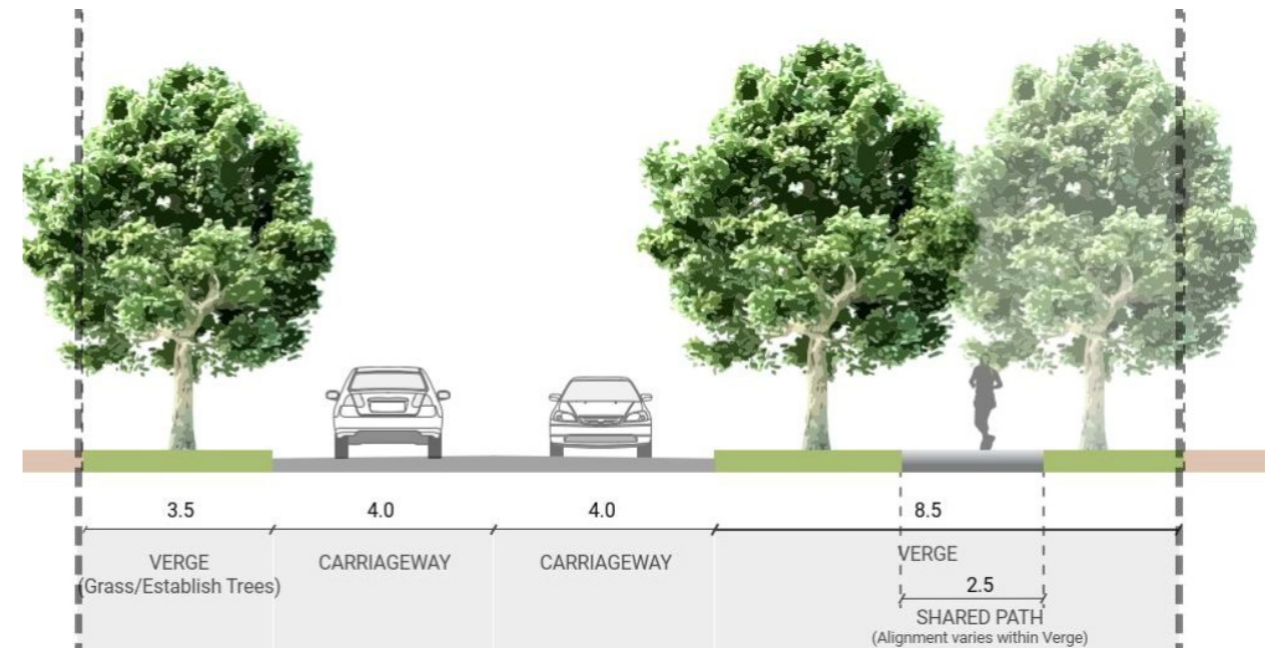 3.5
4.0
4.0
8.5
VERGE
(Grass/Establish Trees)
CARRIAGEWAY
CARRIAGEWAY
VERGE
2.5
SHARED PATH
(Alignment varies within Verge)